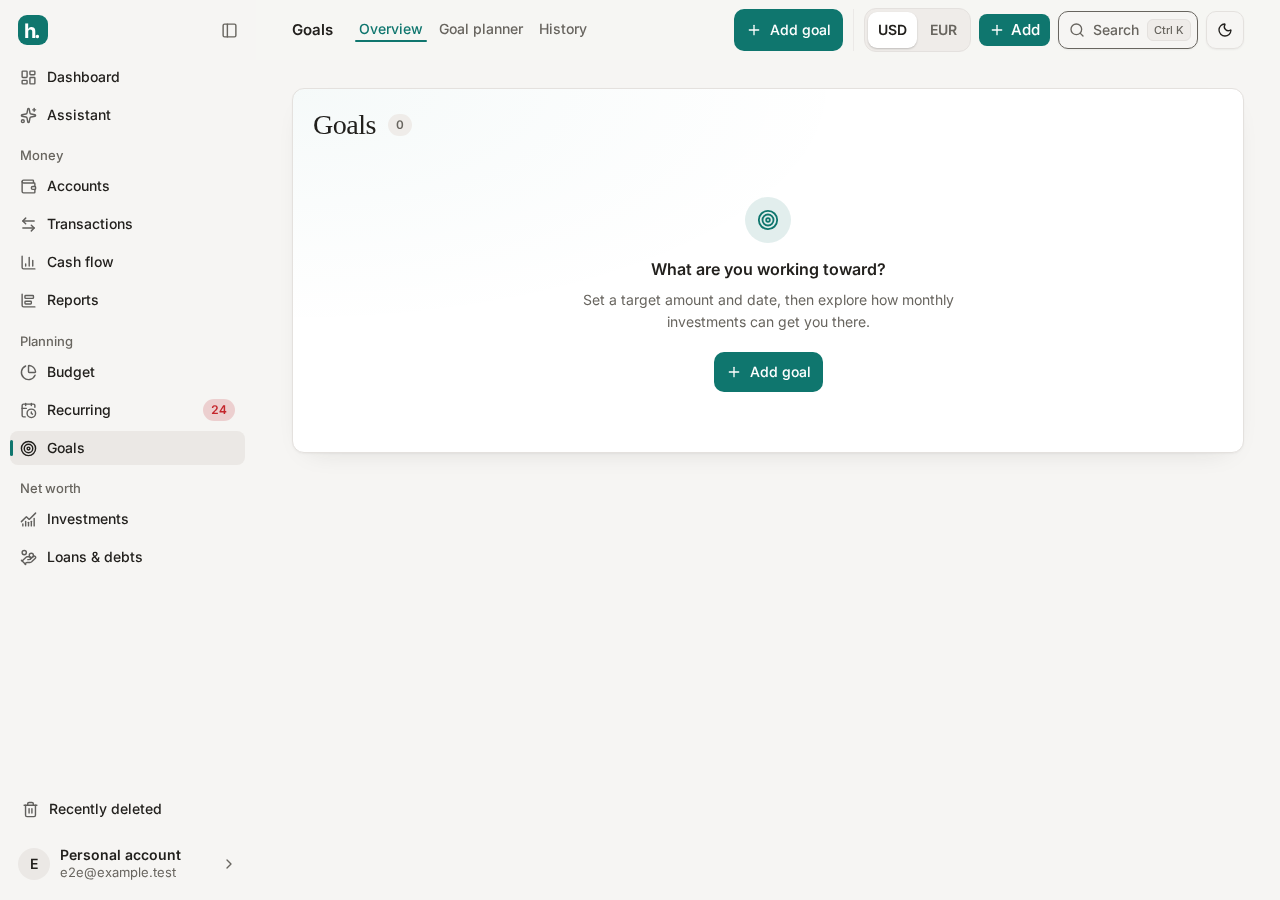 h.
Dashboard
Assistant
Money
Accounts
Transactions
Cash flow
Reports
Planning
Budget
Recurring 24
Goals
Net worth
Investments
Loans & debts
Recently deleted
E
Personal account
e2e@example.test
Goals Overview Goal planner History Add goal USD EUR Add Search Ctrl K
Goals 0
What are you working toward?
Set a target amount and date, then explore how monthly
investments can get you there.
Add goal